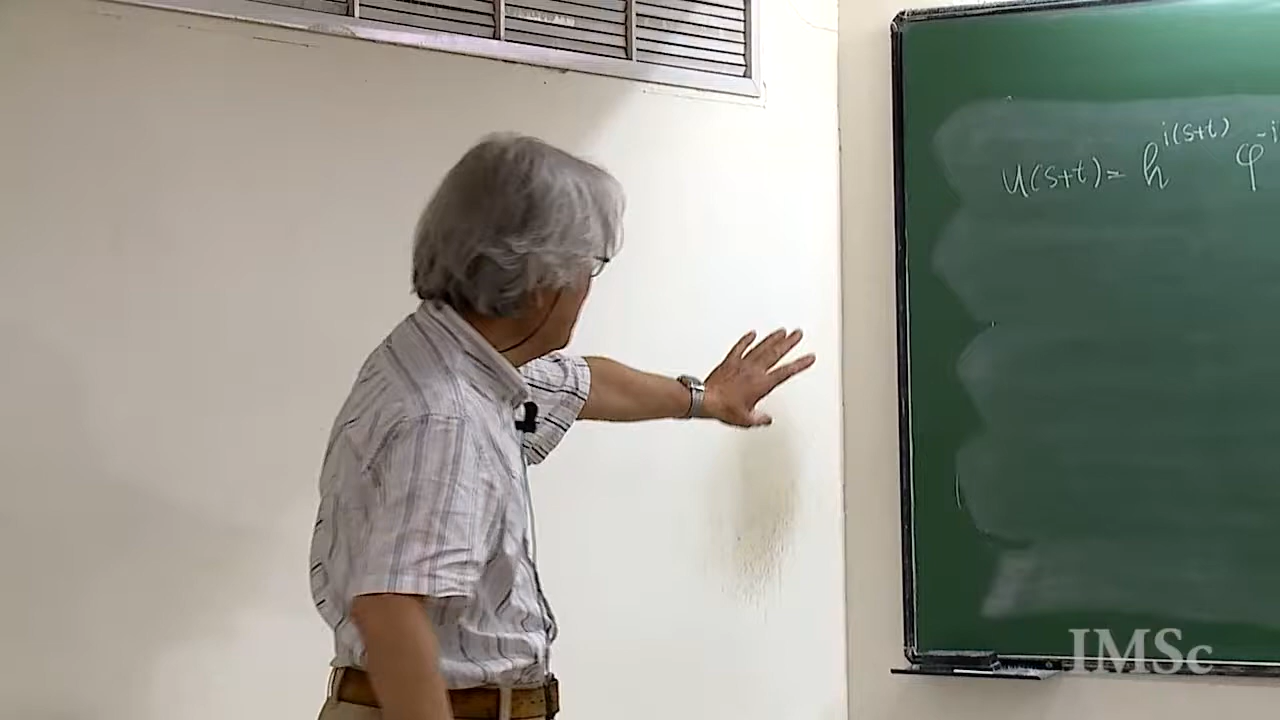 u(s+t) = h^{i(s+t)} φ^{-i
IMSc